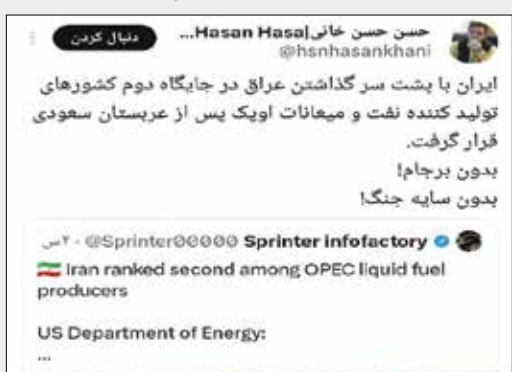 حسن حسن خانی|Hasan Hasa...
دنبال کردن
@hsnhasankhani
ایران با پشت سر گذاشتن عراق در جایگاه دوم کشورهای
تولید کننده نفت و میعانات اوپک پس از عربستان سعودی
قرار گرفت.
بدون برجام!
بدون سایه جنگ!
Sprinter infofactory @Sprinter00000 · ۲س
Iran ranked second among OPEC liquid fuel
producers
US Department of Energy:
...